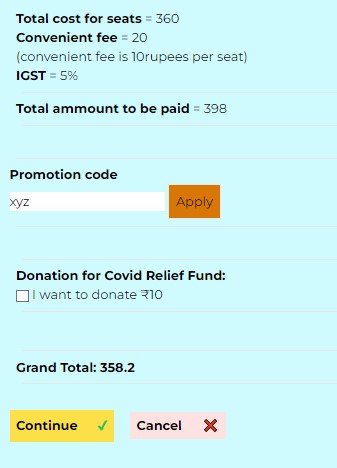 Total cost for seats = 360
Convenient fee = 20
(convenient fee is 10rupees per seat)
IGST = 5%
Total ammount to be paid = 398
Promotion code
xyz Apply
Donation for Covid Relief Fund:
I want to donate ₹10
Grand Total: 358.2
Continue Cancel